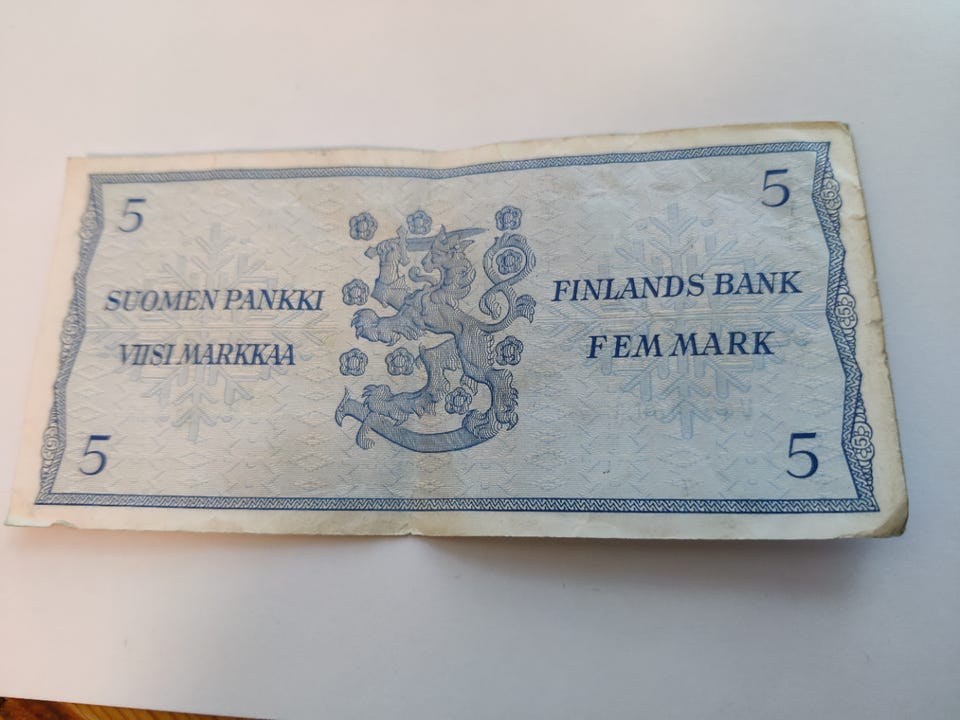 5
5
SUOMEN PANKKI
VIISI MARKKAA
FINLANDS BANK
FEM MARK
5
5